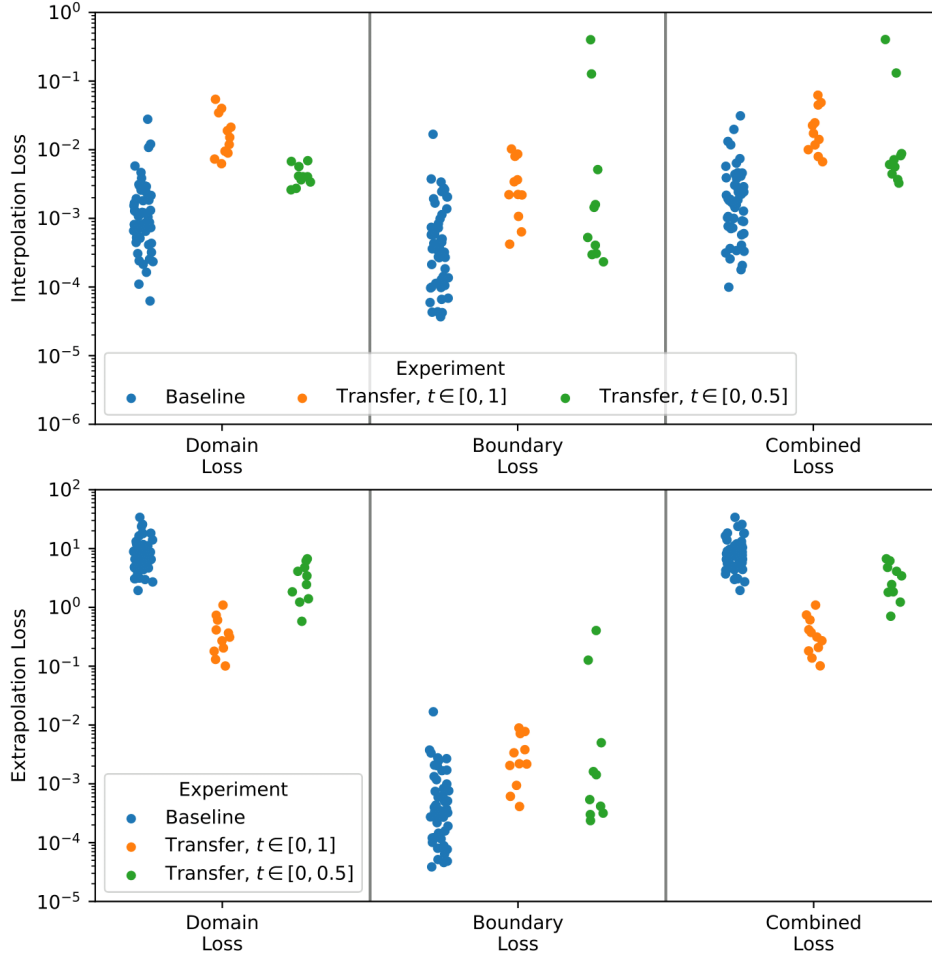 Interpolation Loss
10^0
10^-1
10^-2
10^-3
10^-4
10^-5
10^-6
Experiment
Baseline
Transfer, t ∈ [0, 1]
Transfer, t ∈ [0, 0.5]
Domain
Loss
Boundary
Loss
Combined
Loss
Extrapolation Loss
10^2
10^1
10^0
10^-1
10^-2
10^-3
10^-4
10^-5
Experiment
Baseline
Transfer, t ∈ [0, 1]
Transfer, t ∈ [0, 0.5]
Domain
Loss
Boundary
Loss
Combined
Loss